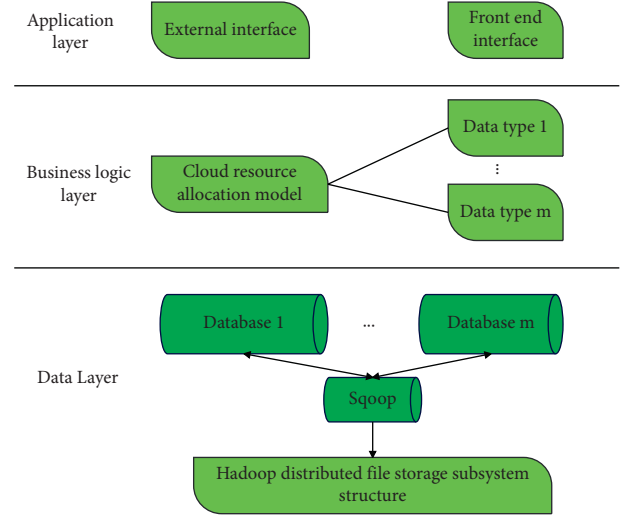 Application
layer
External interface
Front end
interface
Business logic
layer
Cloud resource
allocation model
Data type 1
...
Data type m
Data Layer
Database 1
...
Database m
Sqoop
Hadoop distributed file storage subsystem
structure